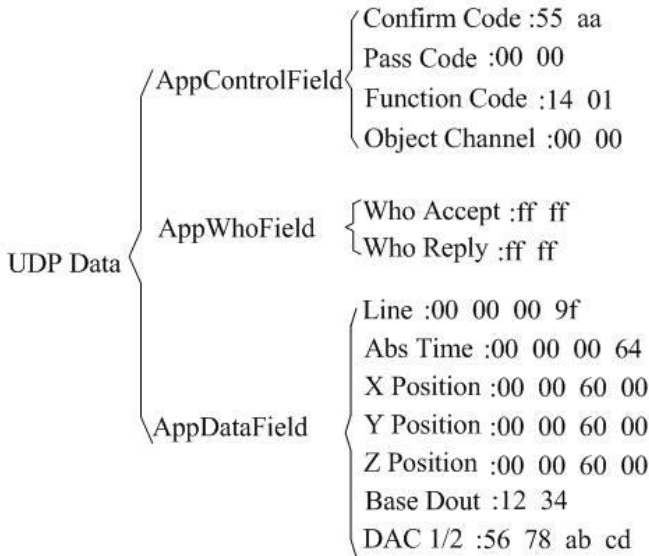 UDP Data
AppControlField
Confirm Code :55 aa
Pass Code :00 00
Function Code :14 01
Object Channel :00 00
AppWhoField
Who Accept :ff ff
Who Reply :ff ff
AppDataField
Line :00 00 00 9f
Abs Time :00 00 00 64
X Position :00 00 60 00
Y Position :00 00 60 00
Z Position :00 00 60 00
Base Dout :12 34
DAC 1/2 :56 78 ab cd